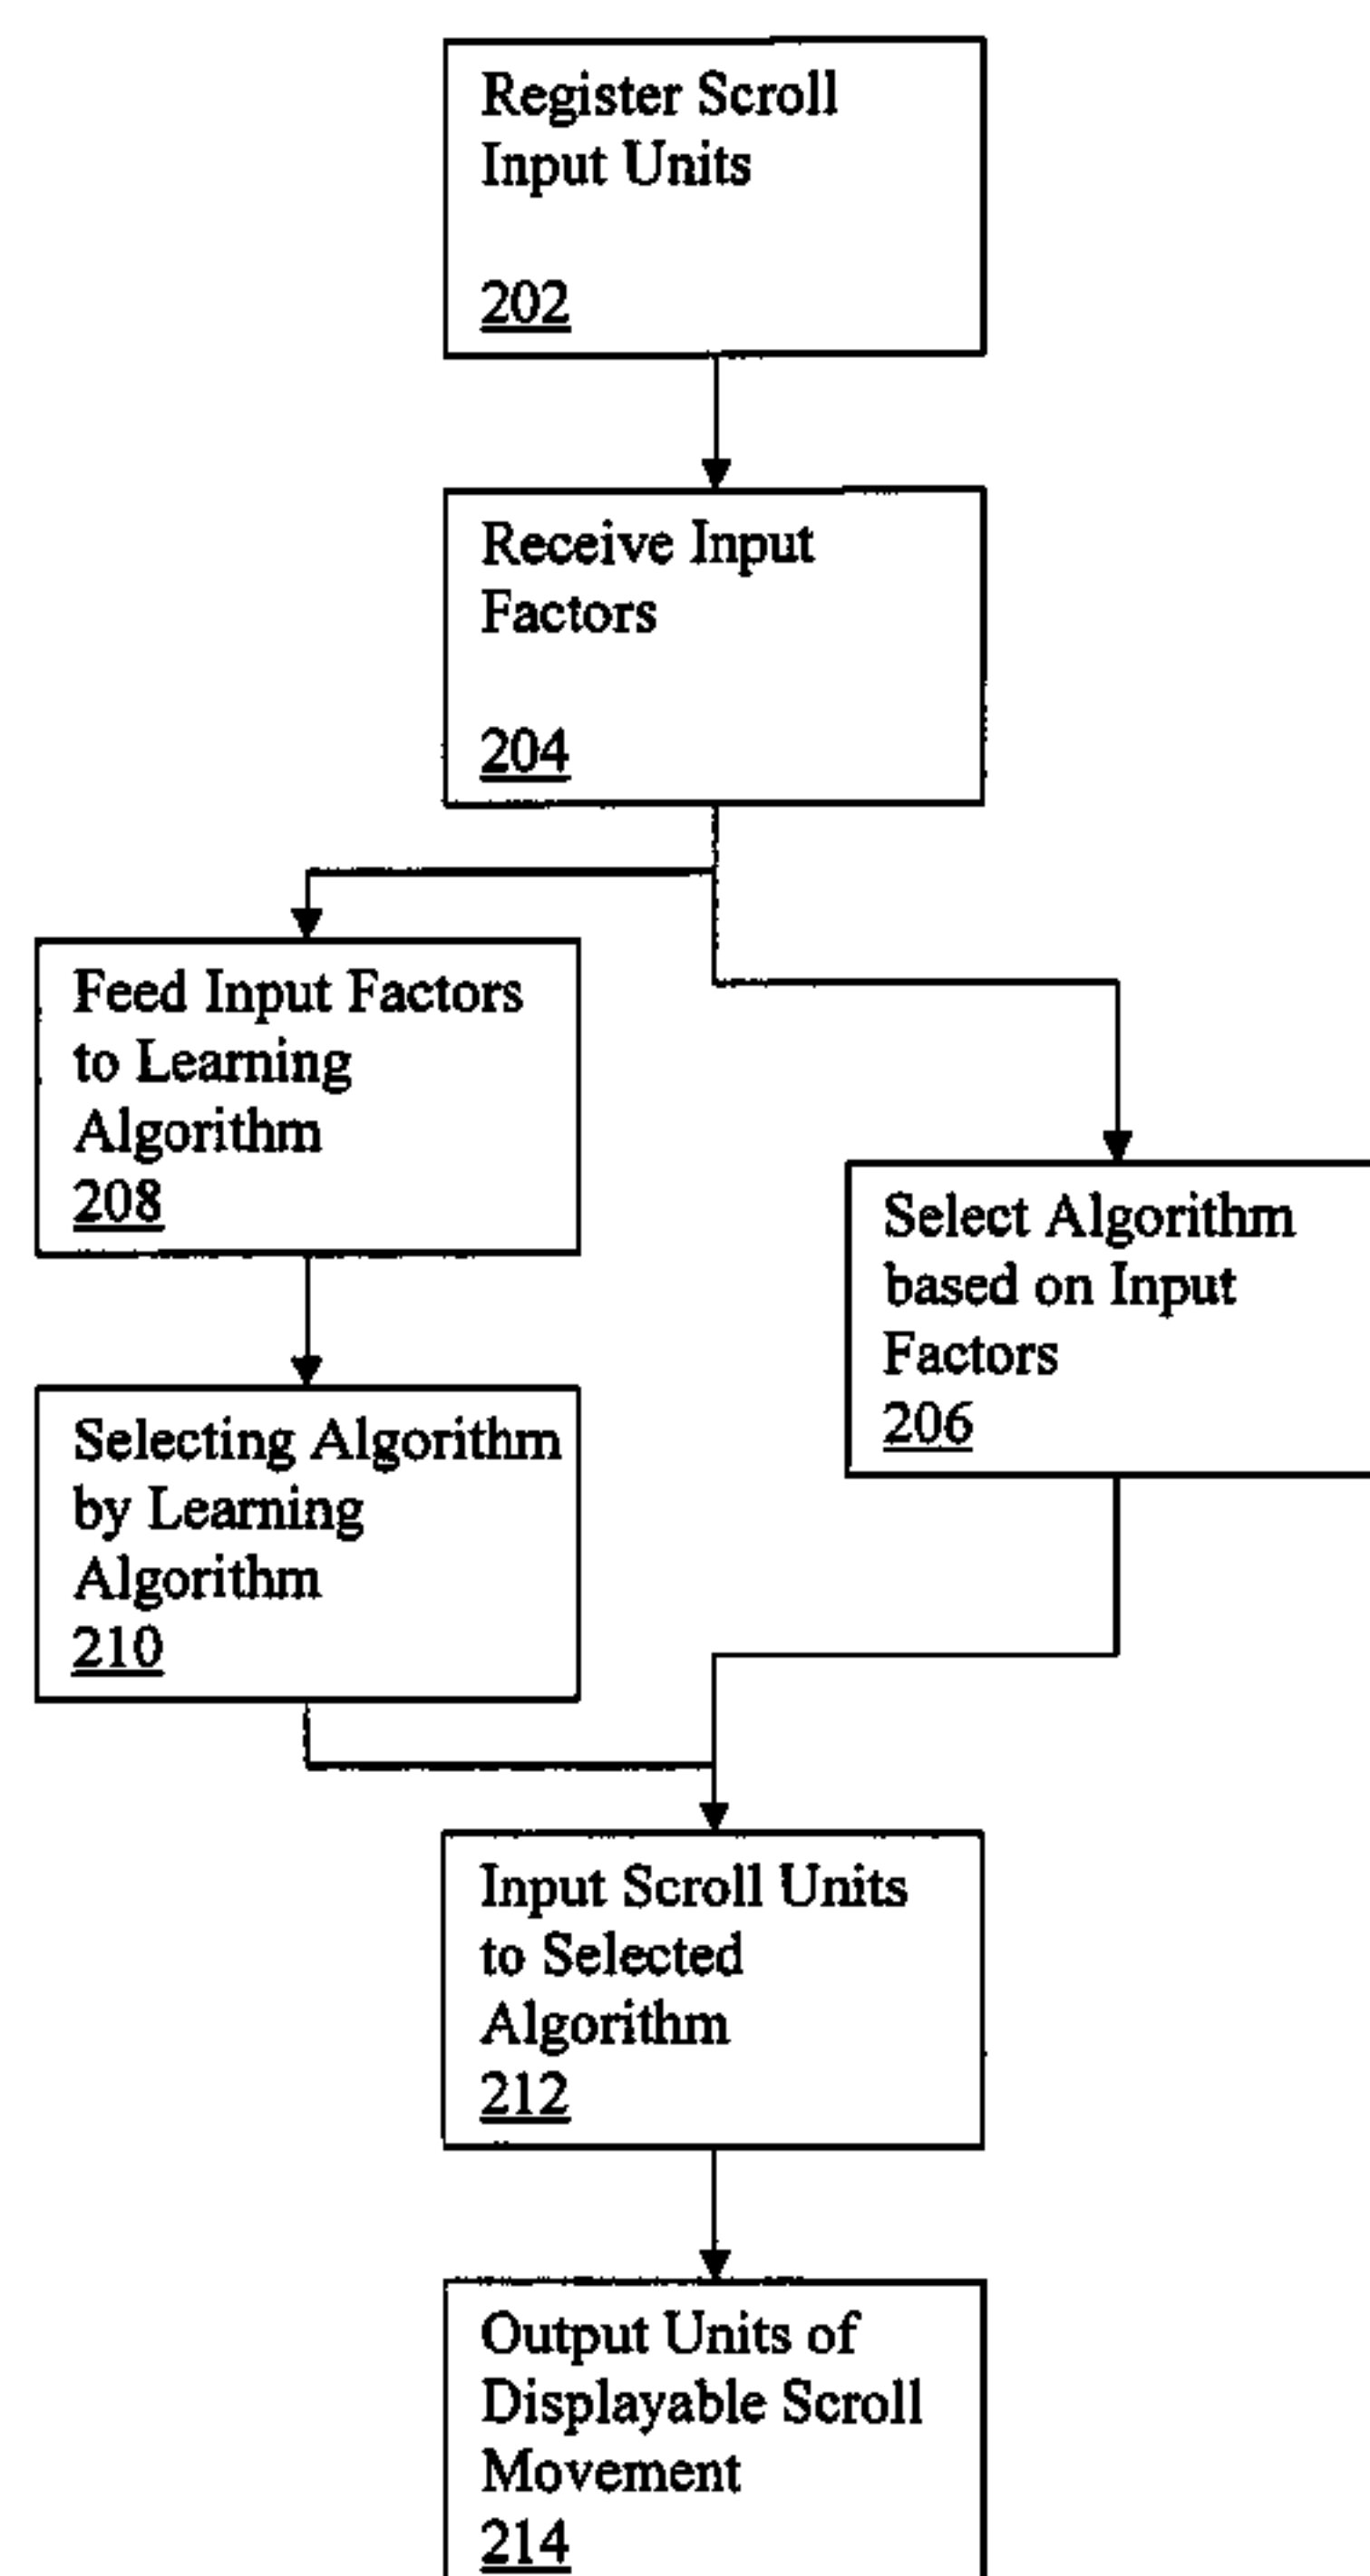 Register Scroll
Input Units
202
Receive Input
Factors
204
Feed Input Factors
to Learning
Algorithm
208
Select Algorithm
based on Input
Factors
206
Selecting Algorithm
by Learning
Algorithm
210
Input Scroll Units
to Selected
Algorithm
212
Output Units of
Displayable Scroll
Movement
214